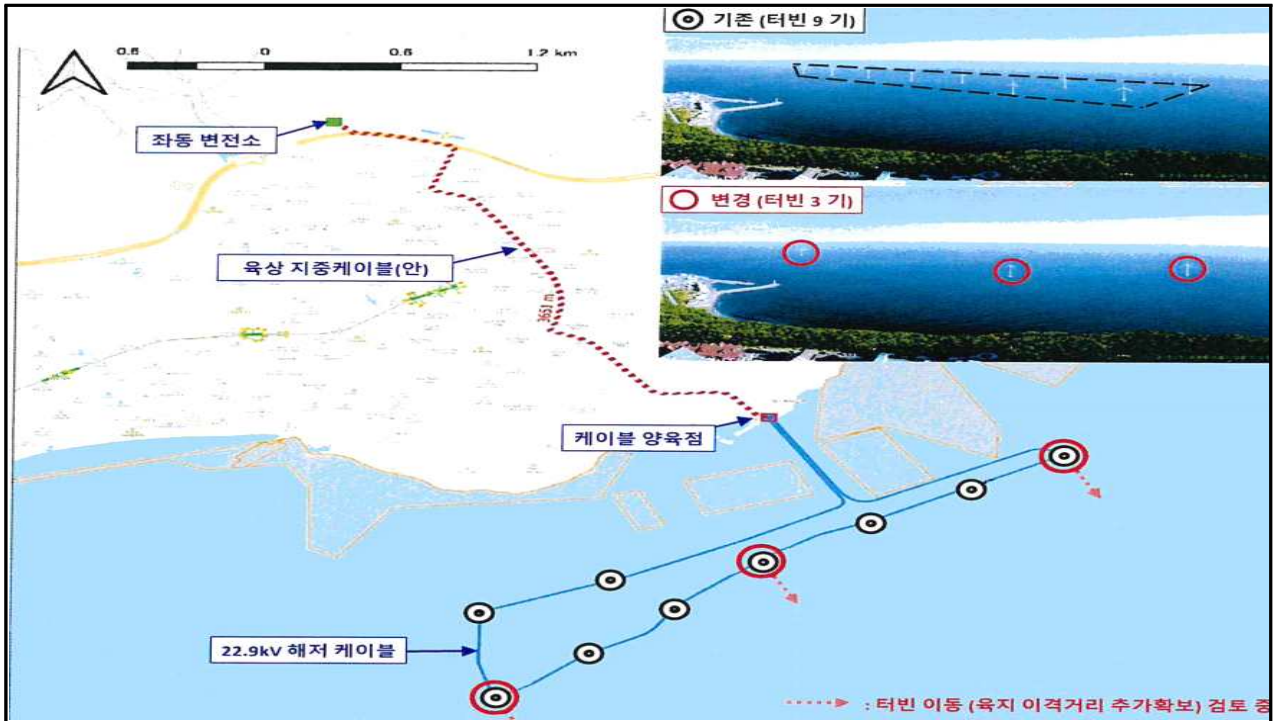 기존 (터빈 9 기)
0.6 0 0.6 1.2 km
좌동 변전소
변경 (터빈 3 기)
육상 지중케이블(안)
3653 m
케이블 양육점
22.9kV 해저 케이블
: 터빈 이동 (육지 이격거리 추가확보) 검토 중